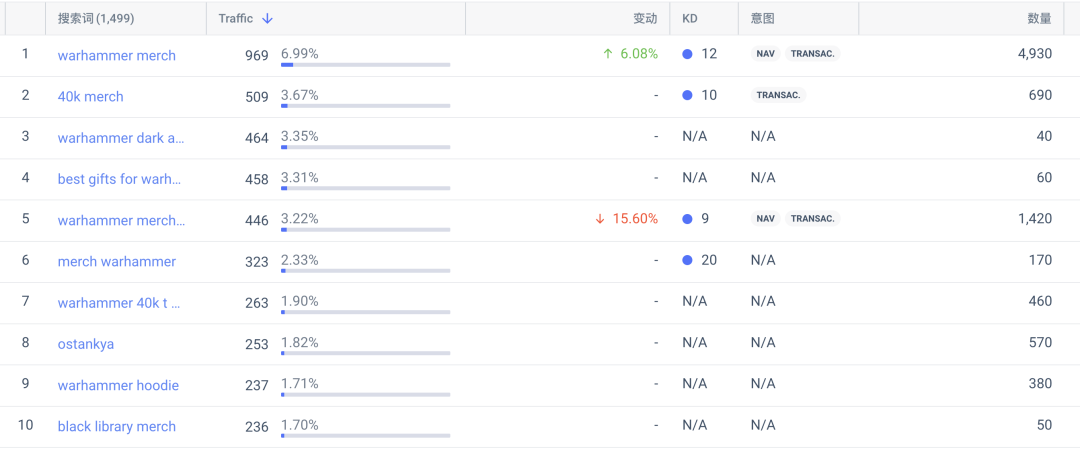 搜索词 (1,499) Traffic 变动 KD 意图 数量
1 warhammer merch 969 6.99% 6.08% 12 NAV TRANSAC. 4,930
2 40k merch 509 3.67% - 10 TRANSAC. 690
3 warhammer dark a... 464 3.35% - N/A N/A 40
4 best gifts for warh... 458 3.31% - N/A N/A 60
5 warhammer merch... 446 3.22% 15.60% 9 NAV TRANSAC. 1,420
6 merch warhammer 323 2.33% - 20 N/A 170
7 warhammer 40k t ... 263 1.90% - N/A N/A 460
8 ostankya 253 1.82% - N/A N/A 570
9 warhammer hoodie 237 1.71% - N/A N/A 380
10 black library merch 236 1.70% - N/A N/A 50